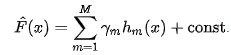 F̂(x) = ∑_{m=1}^{M} γ_m h_m(x) + const.